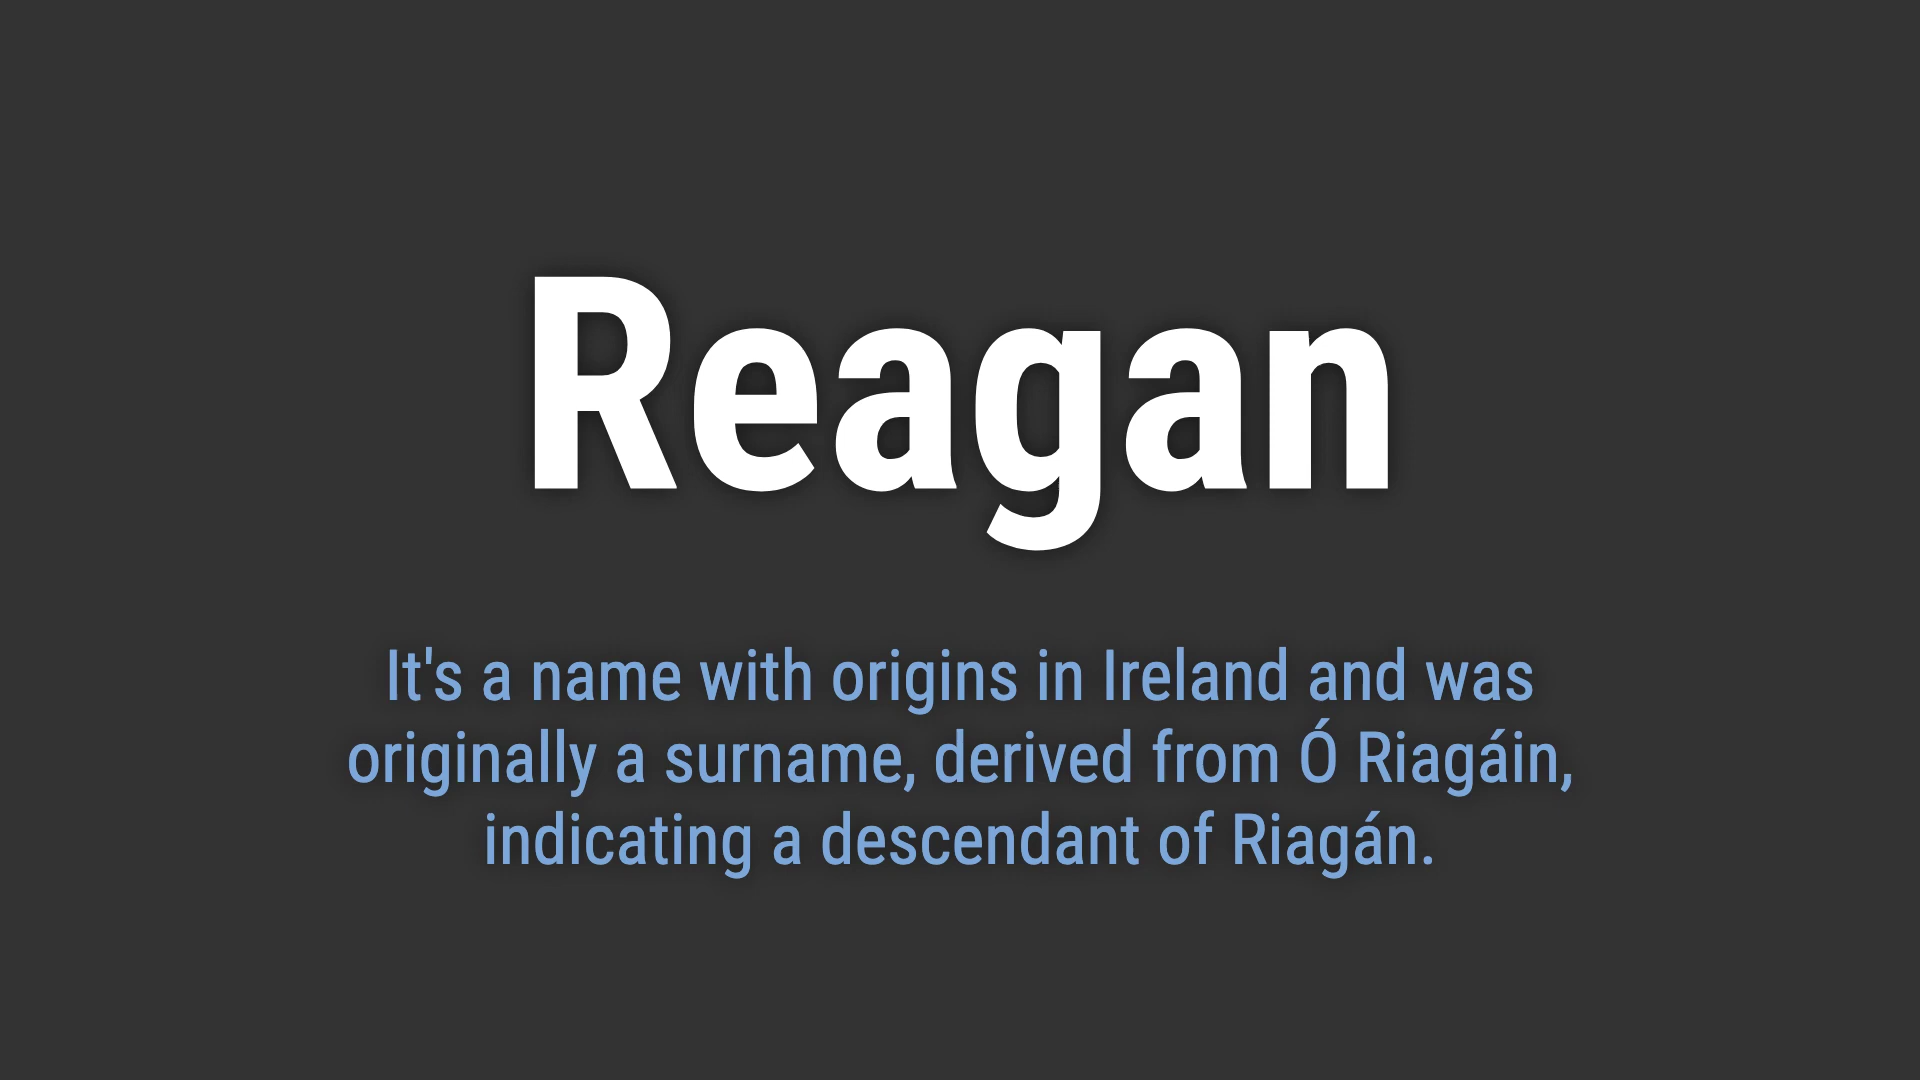 Reagan
It's a name with origins in Ireland and was
originally a surname, derived from Ó Riagáin,
indicating a descendant of Riagán.